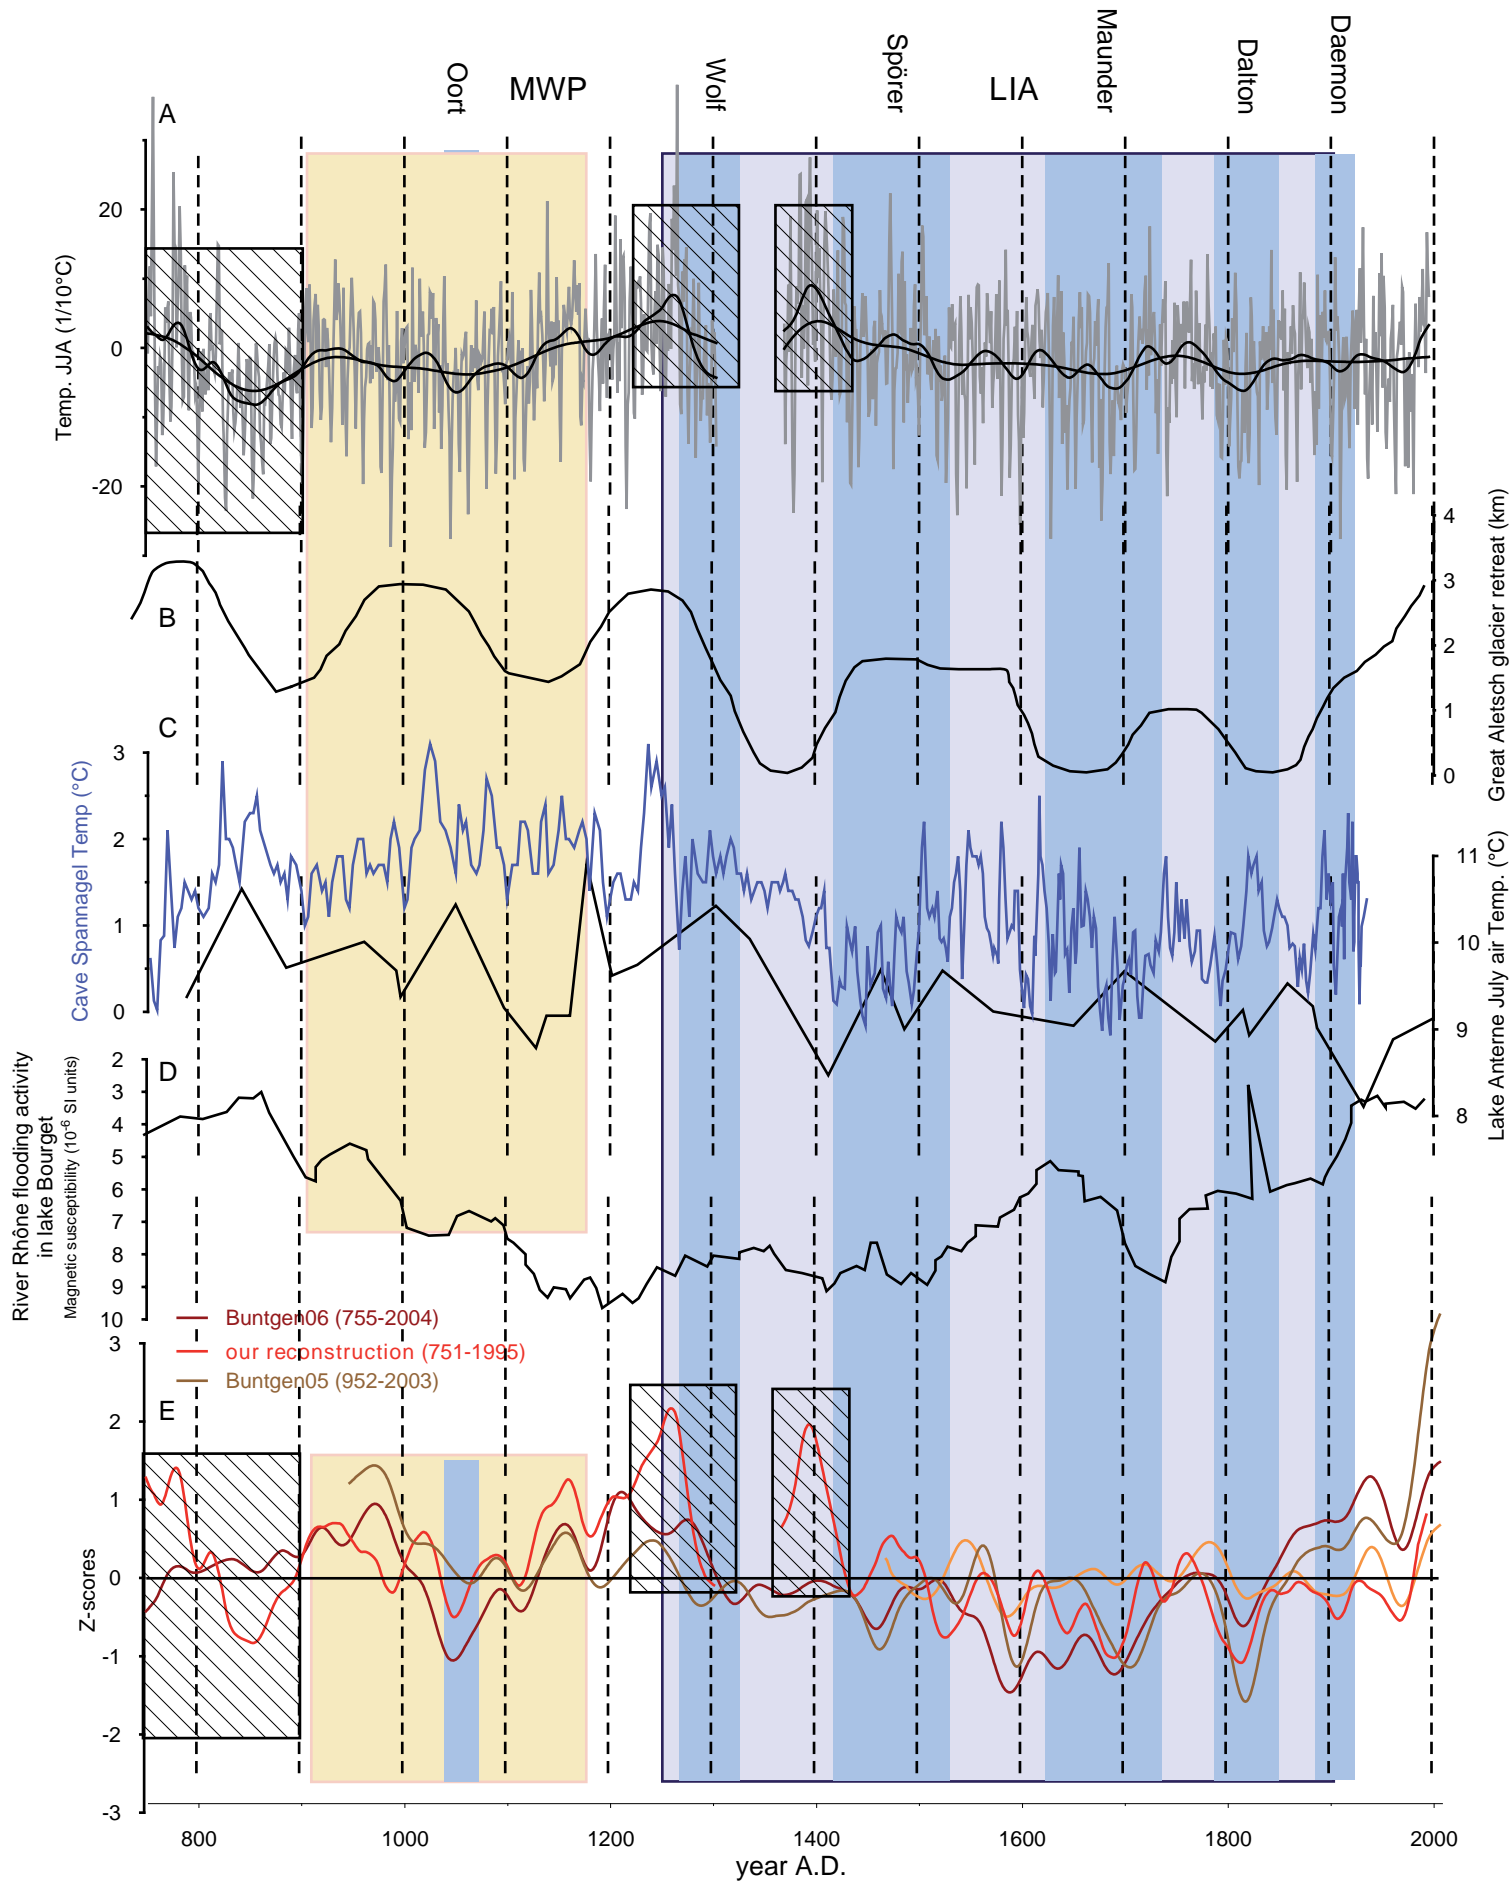 Oort
MWP
Wolf
Spörer
LIA
Maunder
Dalton
Daemon
A
Temp. JJA (1/10°C)
20
0
-20
B
Great Aletsch glacier retreat (km)
4
3
2
1
0
C
Cave Spannagel Temp (°C)
3
2
1
0
Lake Anterne July air Temp. (°C)
11
10
9
8
D
River Rhône flooding activity
in lake Bourget
Magnetic susceptibility (10-6 SI units)
2
3
4
5
6
7
8
9
10
Buntgen06 (755-2004)
our reconstruction (751-1995)
Buntgen05 (952-2003)
E
Z-scores
3
2
1
0
-1
-2
-3
800 1000 1200 1400 1600 1800 2000
year A.D.